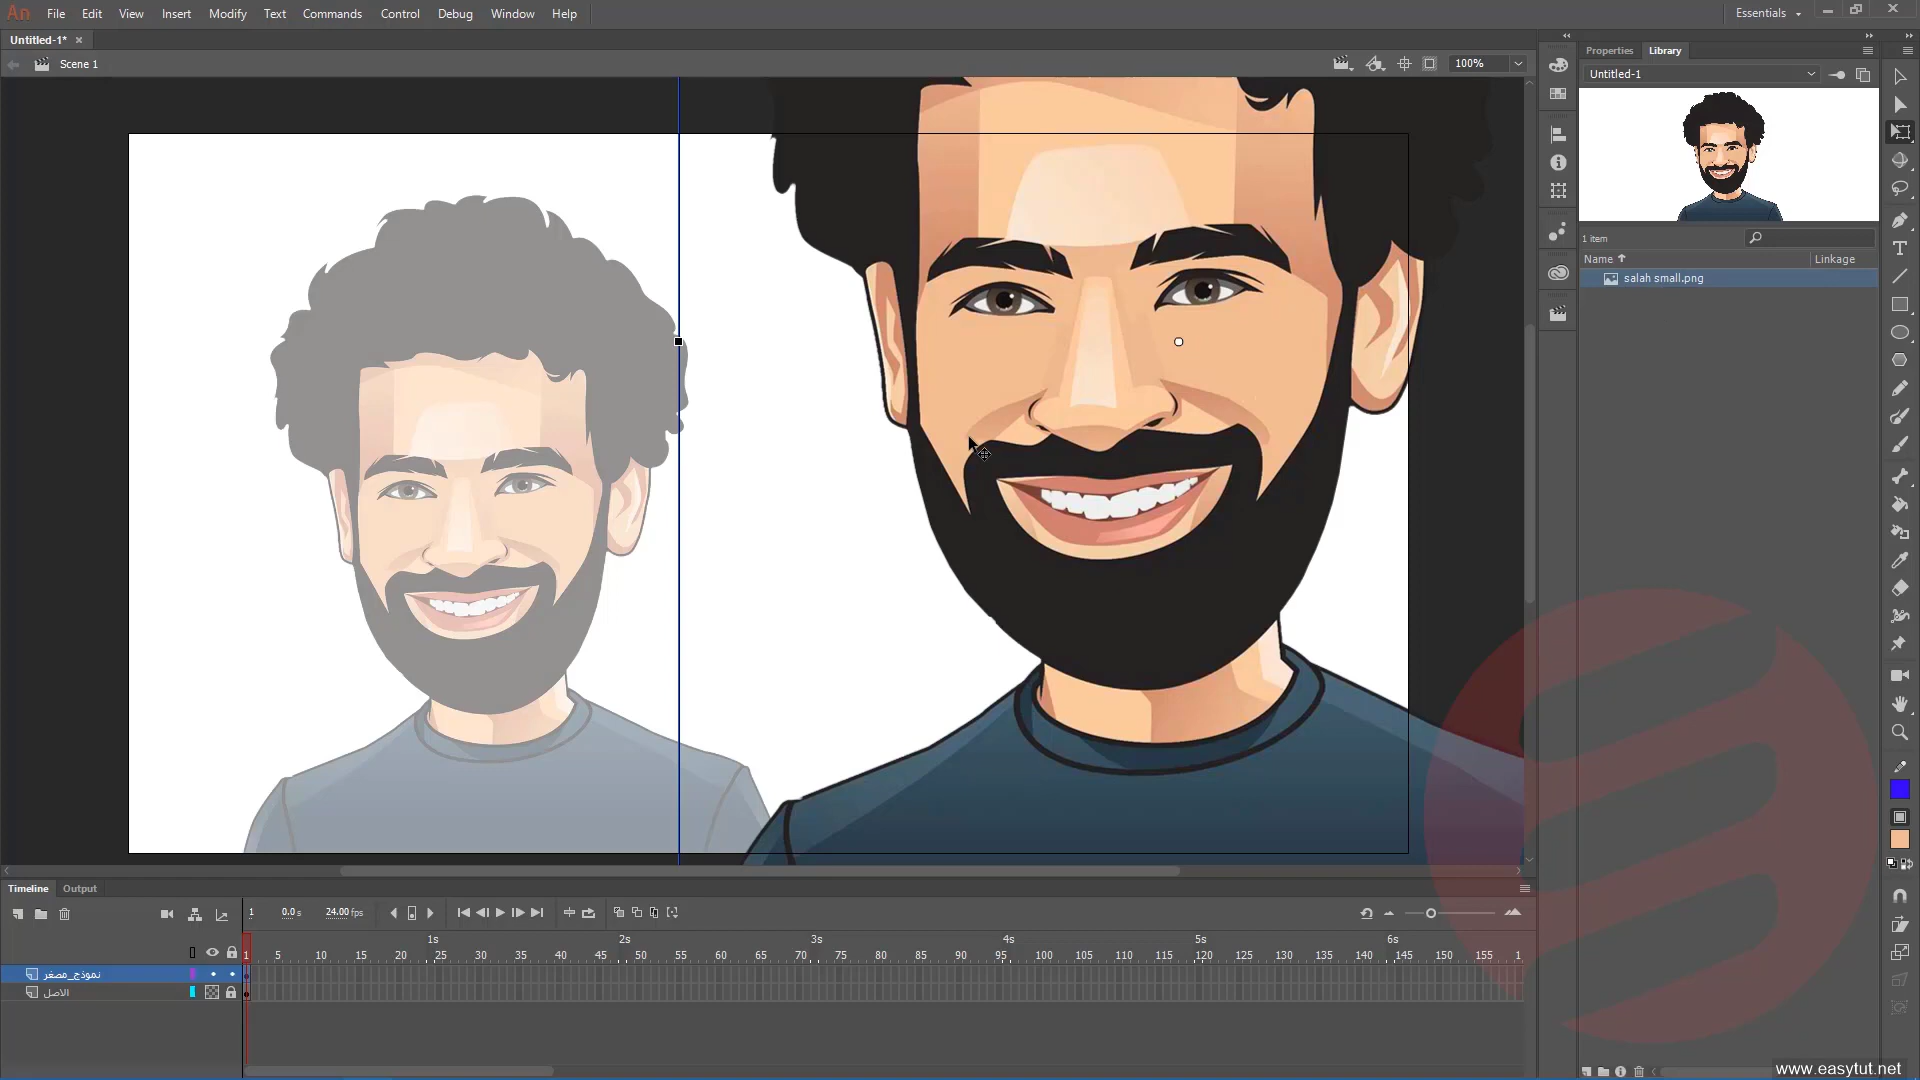 An File Edit View Insert Modify Text Commands Control Debug Window Help Essentials
Untitled-1*
Scene 1 100%
Properties Library
Untitled-1
1 item
Name Linkage
salah small.png
Timeline Output
1 0.0 s 24.00 fps
1s 2s 3s 4s 5s 6s
1 5 10 15 20 25 30 35 40 45 50 55 60 65 70 75 80 85 90 95 100 105 110 115 120 125 130 135 140 145 150 155 1
نموذج_مصغر
الاصل
www.easytut.net